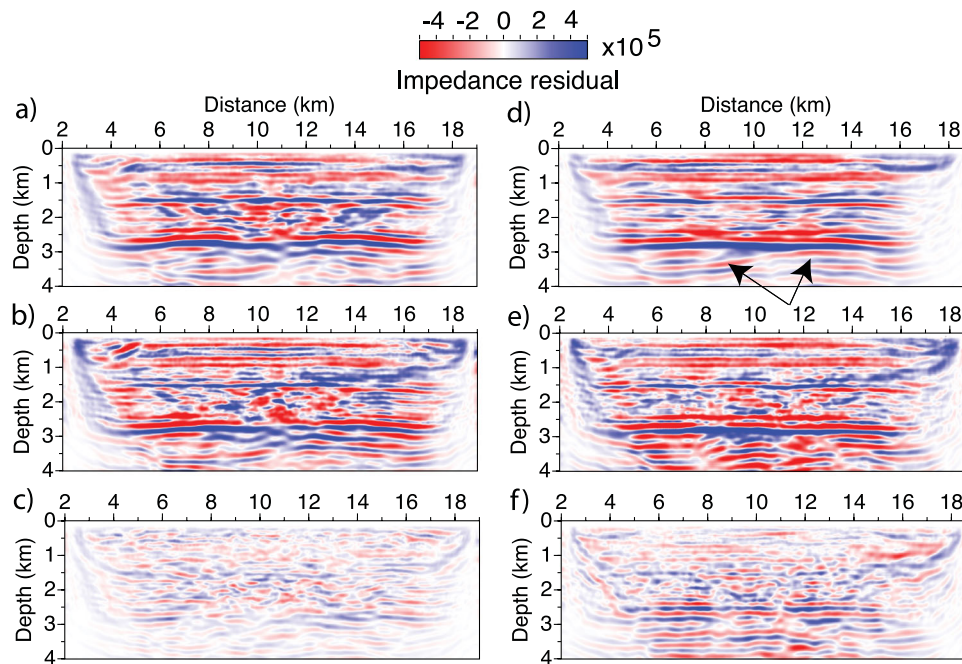 -4 -2 0 2 4 x10 5
Impedance residual
a) Distance (km) d) Distance (km)
2 4 6 8 10 12 14 16 18 2 4 6 8 10 12 14 16 18
0 0
1 1
2 2
3 3
4 4
Depth (km) Depth (km)
b) 2 4 6 8 10 12 14 16 18 e) 2 4 6 8 10 12 14 16 18
0 0
1 1
2 2
3 3
4 4
Depth (km) Depth (km)
c) 2 4 6 8 10 12 14 16 18 f) 2 4 6 8 10 12 14 16 18
0 0
1 1
2 2
3 3
4 4
Depth (km) Depth (km)